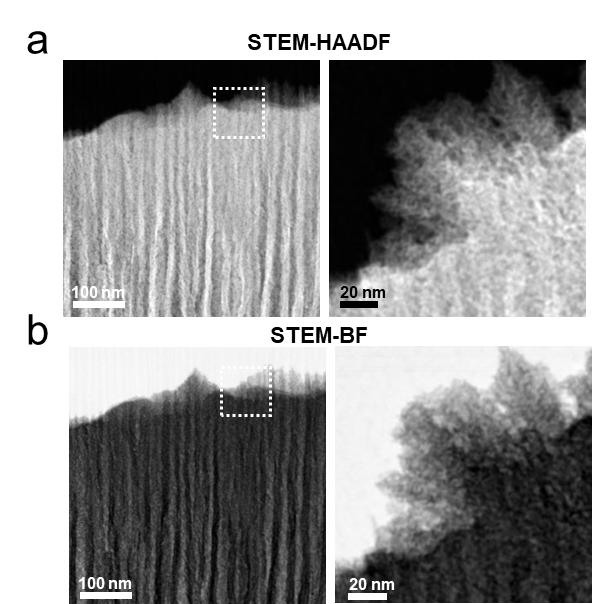 a
STEM-HAADF
100 nm
20 nm
b
STEM-BF
100 nm
20 nm